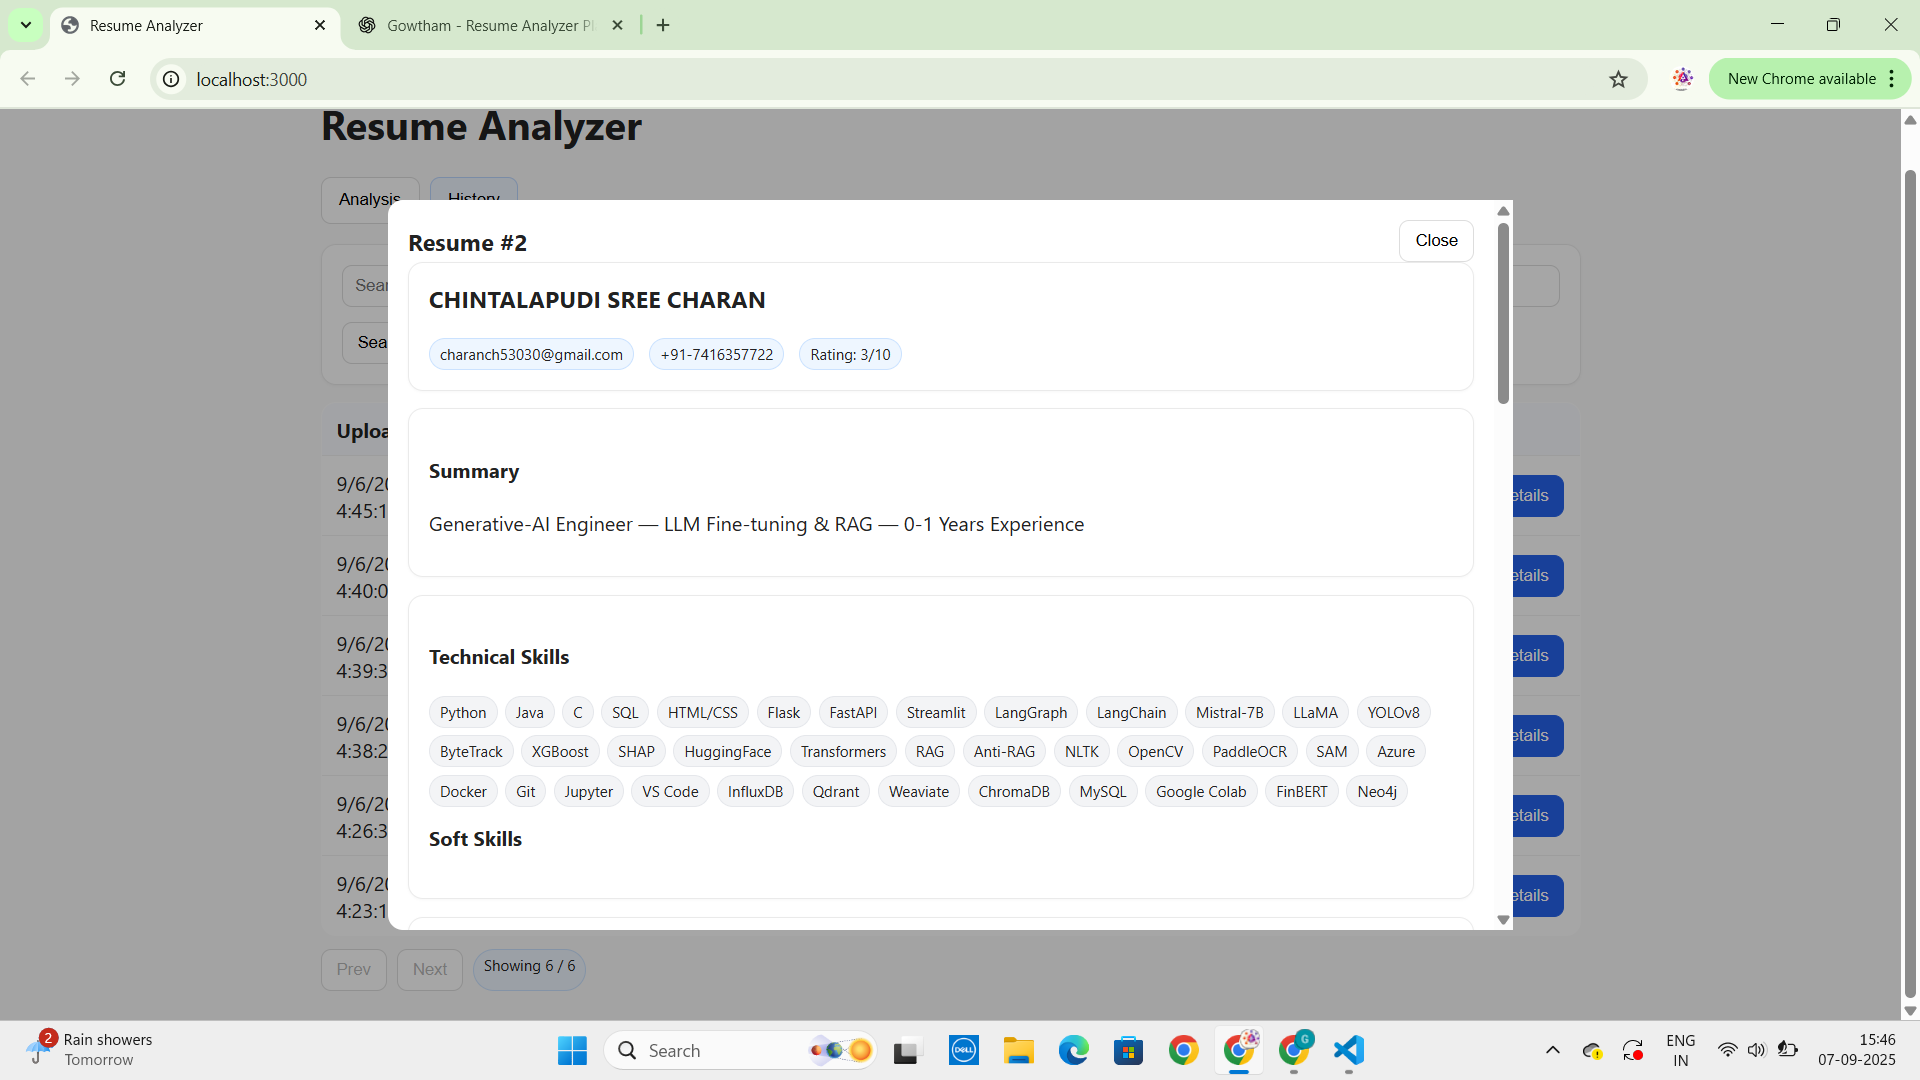 Resume Analyzer
Gowtham - Resume Analyzer Pl
localhost:3000
New Chrome available
Resume Analyzer
Analysis
History
Resume #2
Close
CHINTALAPUDI SREE CHARAN
charanch53030@gmail.com +91-7416357722 Rating: 3/10
Summary
Generative-AI Engineer — LLM Fine-tuning & RAG — 0-1 Years Experience
Technical Skills
Python Java C SQL HTML/CSS Flask FastAPI Streamlit LangGraph LangChain Mistral-7B LLaMA YOLOv8
ByteTrack XGBoost SHAP HuggingFace Transformers RAG Anti-RAG NLTK OpenCV PaddleOCR SAM Azure
Docker Git Jupyter VS Code InfluxDB Qdrant Weaviate ChromaDB MySQL Google Colab FinBERT Neo4j
Soft Skills
Sear
Sea
Uploa
9/6/20
4:45:1
etails
9/6/20
4:40:0
etails
9/6/20
4:39:3
etails
9/6/20
4:38:2
etails
9/6/20
4:26:3
etails
9/6/20
4:23:1
etails
Prev Next Showing 6 / 6
2
Rain showers
Tomorrow
Search
DELL
G
ENG
IN
15:46
07-09-2025